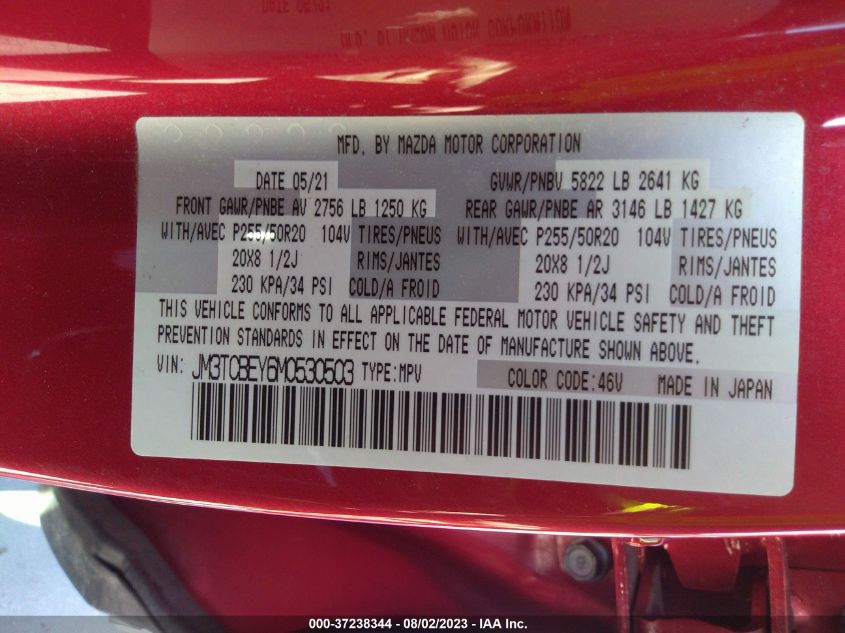 MFD. BY MAZDA MOTOR CORPORATION
DATE 05/21 GVWR/PNBV 5822 LB 2641 KG
FRONT GAWR/PNBE AV 2756 LB 1250 KG REAR GAWR/PNBE AR 3146 LB 1427 KG
WITH/AVEC P255/50R20 104V TIRES/PNEUS WITH/AVEC P255/50R20 104V TIRES/PNEUS
20X8 1/2J RIMS/JANTES 20X8 1/2J RIMS/JANTES
230 KPA/34 PSI COLD/A FROID 230 KPA/34 PSI COLD/A FROID
THIS VEHICLE CONFORMS TO ALL APPLICABLE FEDERAL MOTOR VEHICLE SAFETY AND THEFT
PREVENTION STANDARDS IN EFFECT ON THE DATE OF MANUFACTURE SHOWN ABOVE.
VIN: JM3TCBEY6M0530503 TYPE:MPV COLOR CODE:46V MADE IN JAPAN
000-37238344 - 08/02/2023 - IAA Inc.